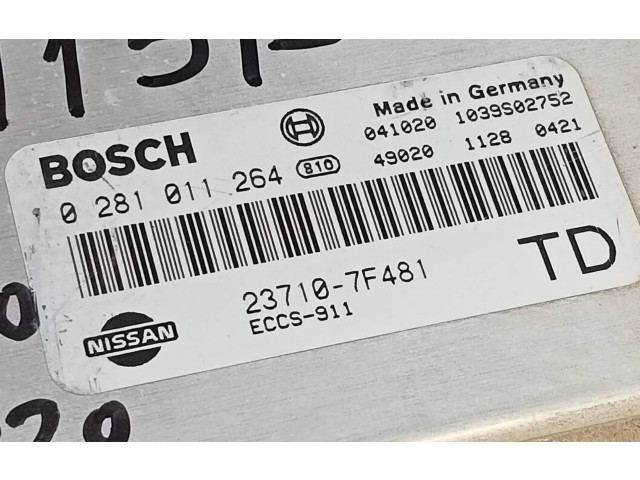 Made in Germany
BOSCH
041020 1039S02752
0 281 011 264 810 49020 1128 0421
23710-7F481
TD
NISSAN
ECCS-911